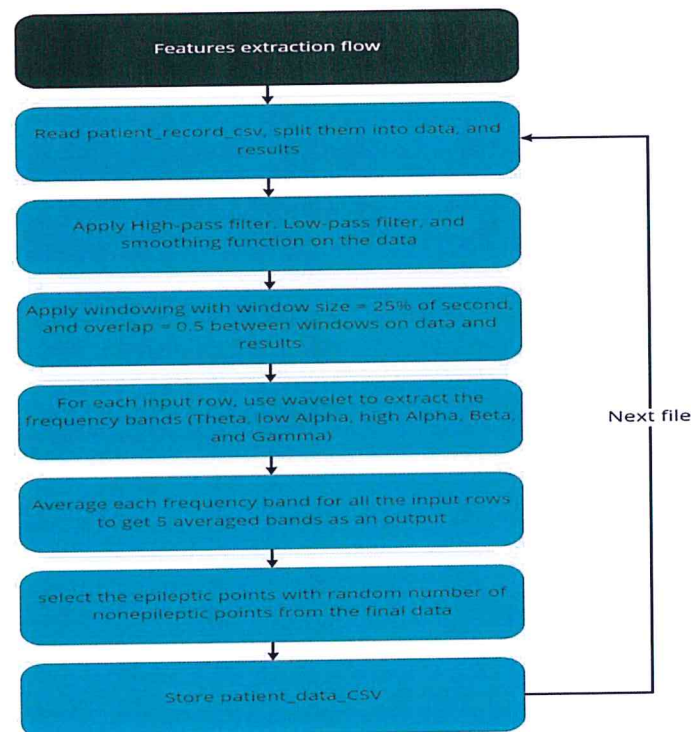 Features extraction flow
Read patient_record_csv, split them into data, and
results
Apply High-pass filter, Low-pass filter, and
smoothing function on the data
Apply windowing with window size = 25% of second,
and overlap = 0.5 between windows on data and
results
For each input row, use wavelet to extract the
frequency bands (Theta, low Alpha, high Alpha, Beta,
and Gamma)
Next file
Average each frequency band for all the input rows
to get 5 averaged bands as an output
select the epileptic points with random number of
nonepileptic points from the final data
Store patient_data_CSV